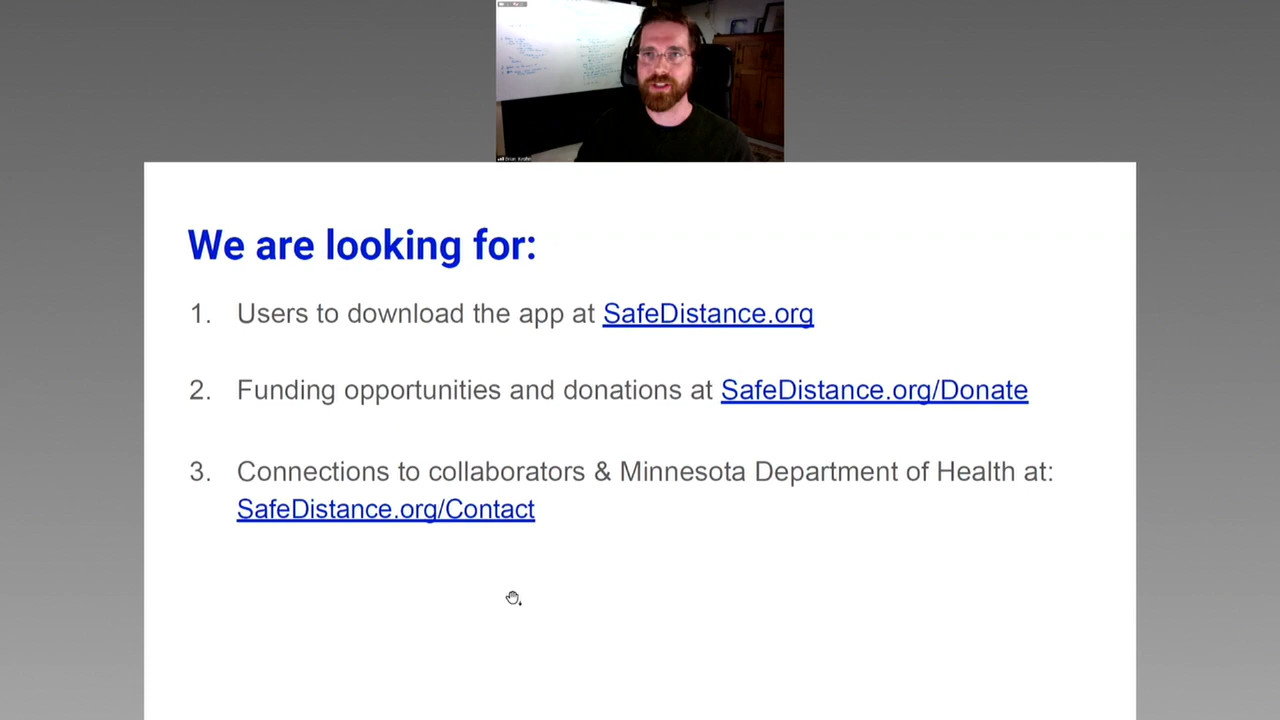 We are looking for:
1. Users to download the app at SafeDistance.org
2. Funding opportunities and donations at SafeDistance.org/Donate
3. Connections to collaborators & Minnesota Department of Health at:
SafeDistance.org/Contact